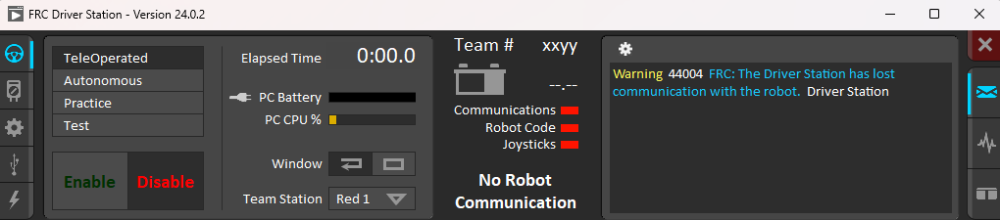 FRC Driver Station - Version 24.0.2
TeleOperated
Autonomous
Practice
Test
Enable Disable
Elapsed Time 0:00.0
PC Battery
PC CPU %
Window
Team Station Red 1
Team # xxyy
--.--
Communications
Robot Code
Joysticks
No Robot
Communication
Warning 44004 FRC: The Driver Station has lost
communication with the robot. Driver Station